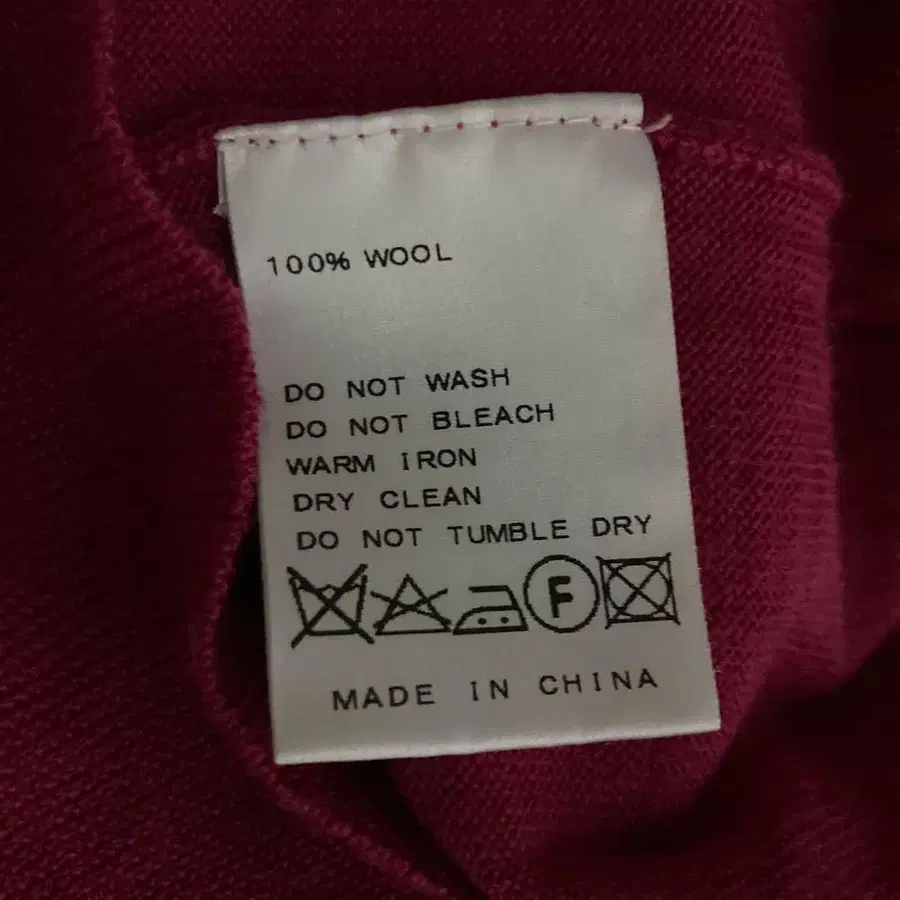 100% WOOL
DO NOT WASH
DO NOT BLEACH
WARM IRON
DRY CLEAN
DO NOT TUMBLE DRY
F
MADE IN CHINA